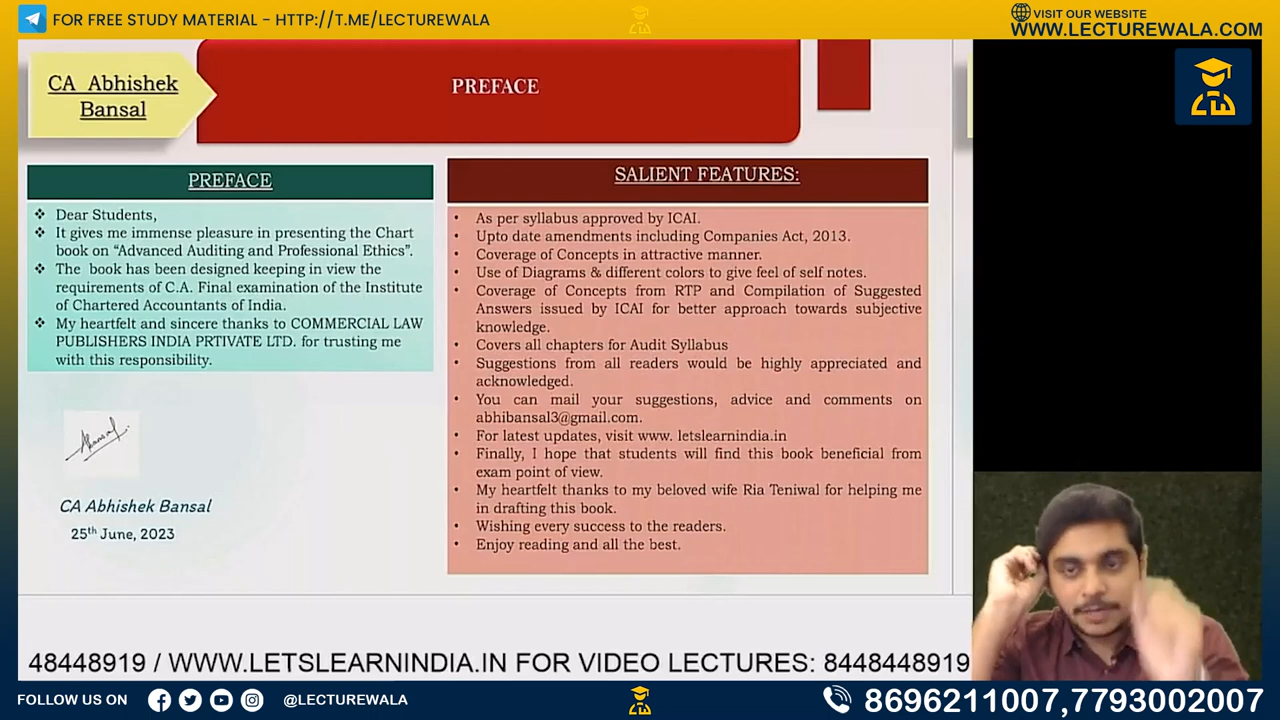 FOR FREE STUDY MATERIAL - HTTP://T.ME/LECTUREWALA
VISIT OUR WEBSITE
WWW.LECTUREWALA.COM
CA Abhishek
Bansal
PREFACE
PREFACE
❖ Dear Students,
❖ It gives me immense pleasure in presenting the Chart
book on “Advanced Auditing and Professional Ethics”.
❖ The book has been designed keeping in view the
requirements of C.A. Final examination of the Institute
of Chartered Accountants of India.
❖ My heartfelt and sincere thanks to COMMERCIAL LAW
PUBLISHERS INDIA PRTIVATE LTD. for trusting me
with this responsibility.
CA Abhishek Bansal
25th June, 2023
SALIENT FEATURES:
• As per syllabus approved by ICAI.
• Upto date amendments including Companies Act, 2013.
• Coverage of Concepts in attractive manner.
• Use of Diagrams & different colors to give feel of self notes.
• Coverage of Concepts from RTP and Compilation of Suggested
Answers issued by ICAI for better approach towards subjective
knowledge.
• Covers all chapters for Audit Syllabus
• Suggestions from all readers would be highly appreciated and
acknowledged.
• You can mail your suggestions, advice and comments on
abhibansal3@gmail.com.
• For latest updates, visit www. letslearnindia.in
• Finally, I hope that students will find this book beneficial from
exam point of view.
• My heartfelt thanks to my beloved wife Ria Teniwal for helping me
in drafting this book.
• Wishing every success to the readers.
• Enjoy reading and all the best.
48448919 / WWW.LETSLEARNINDIA.IN FOR VIDEO LECTURES: 8448448919
FOLLOW US ON
@LECTUREWALA
8696211007,7793002007